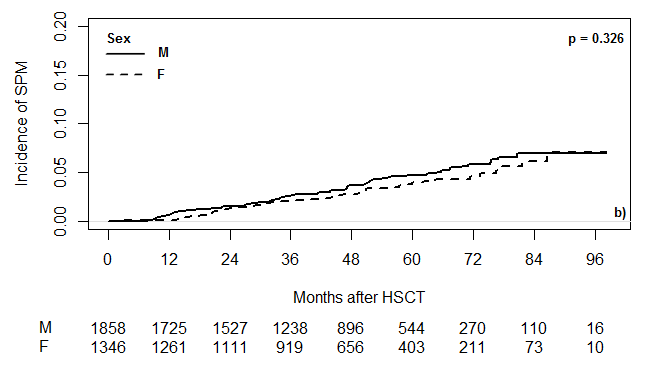 0.20
Sex
p = 0.326
M
F
0.15
0.10
0.05
0.00
Incidence of SPM
b)
0 12 24 36 48 60 72 84 96
Months after HSCT
M 1858 1725 1527 1238 896 544 270 110 16
F 1346 1261 1111 919 656 403 211 73 10